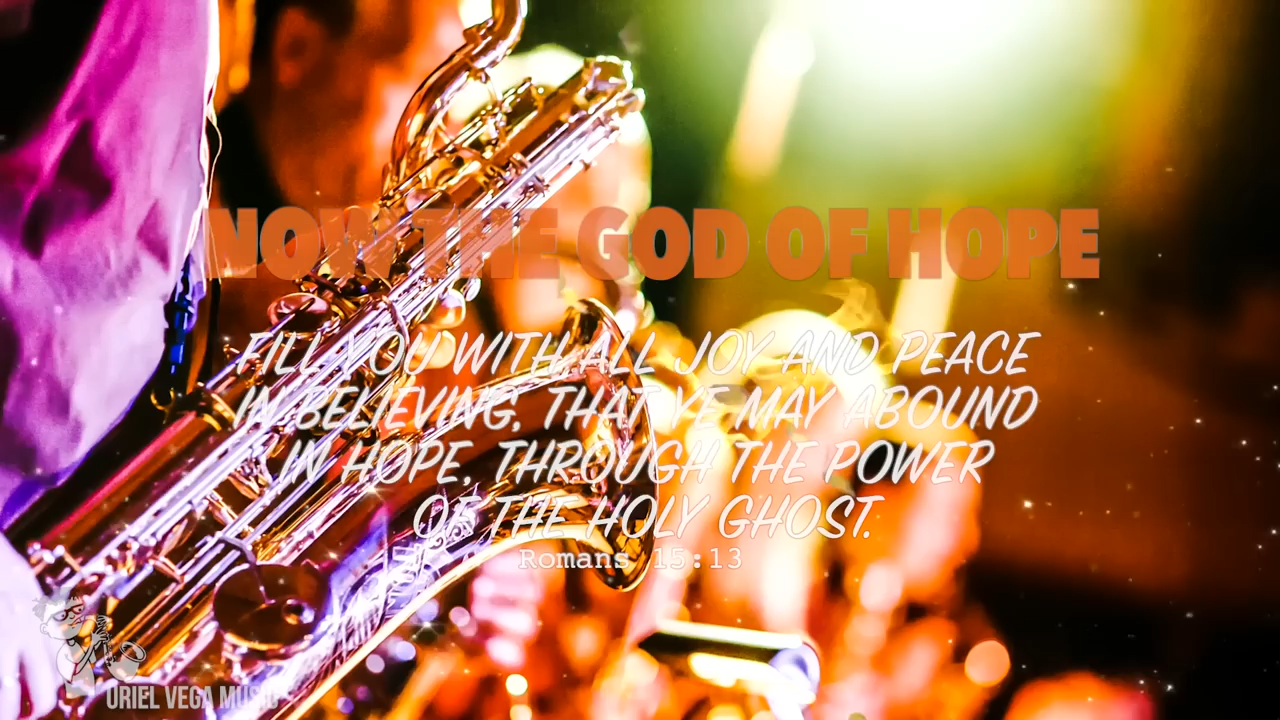 NOW THE GOD OF HOPE
FILL YOU WITH ALL JOY AND PEACE
IN BELIEVING, THAT YE MAY ABOUND
IN HOPE, THROUGH THE POWER
OF THE HOLY GHOST.
Romans 15:13
ORIEL VEGA MUSIC